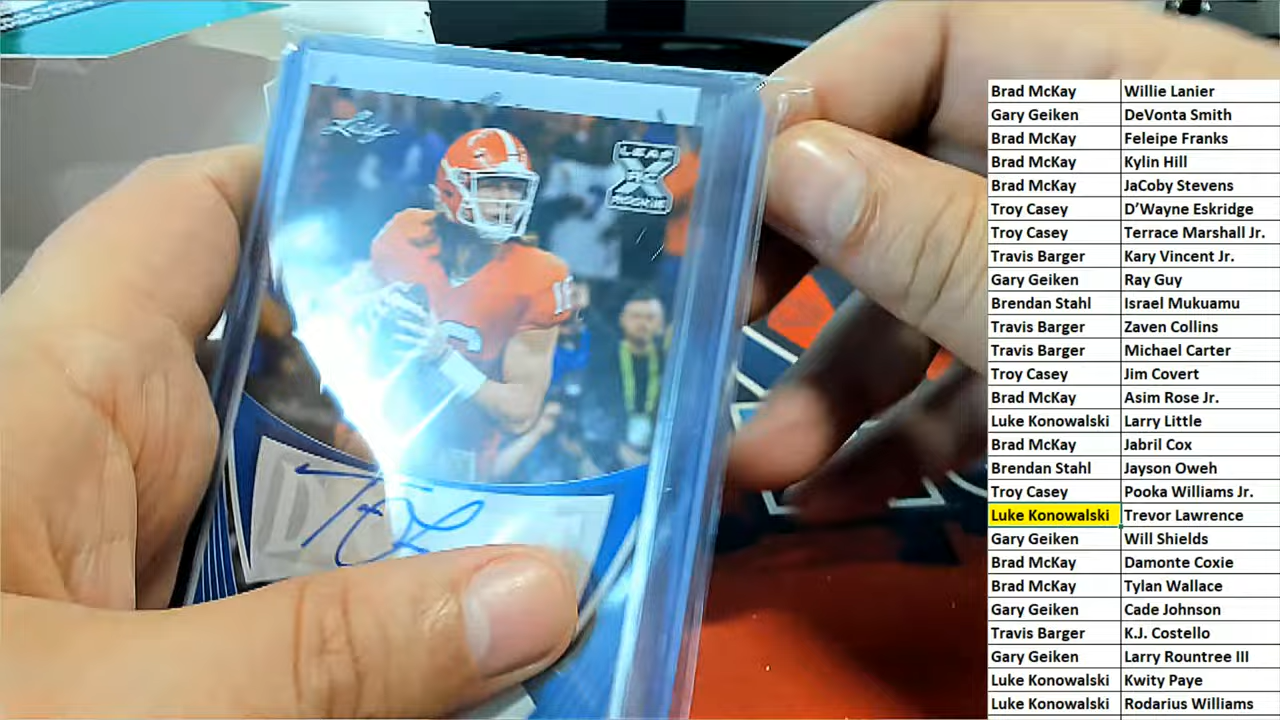 Leaf
LEAF
RC
ROOKIE
16
Brad McKay Willie Lanier
Gary Geiken DeVonta Smith
Brad McKay Feleipe Franks
Brad McKay Kylin Hill
Brad McKay JaCoby Stevens
Troy Casey D’Wayne Eskridge
Troy Casey Terrace Marshall Jr.
Travis Barger Kary Vincent Jr.
Gary Geiken Ray Guy
Brendan Stahl Israel Mukuamu
Travis Barger Zaven Collins
Travis Barger Michael Carter
Troy Casey Jim Covert
Brad McKay Asim Rose Jr.
Luke Konowalski Larry Little
Brad McKay Jabril Cox
Brendan Stahl Jayson Oweh
Troy Casey Pooka Williams Jr.
Luke Konowalski Trevor Lawrence
Gary Geiken Will Shields
Brad McKay Damonte Coxie
Brad McKay Tylan Wallace
Gary Geiken Cade Johnson
Travis Barger K.J. Costello
Gary Geiken Larry Rountree III
Luke Konowalski Kwity Paye
Luke Konowalski Rodarius Williams